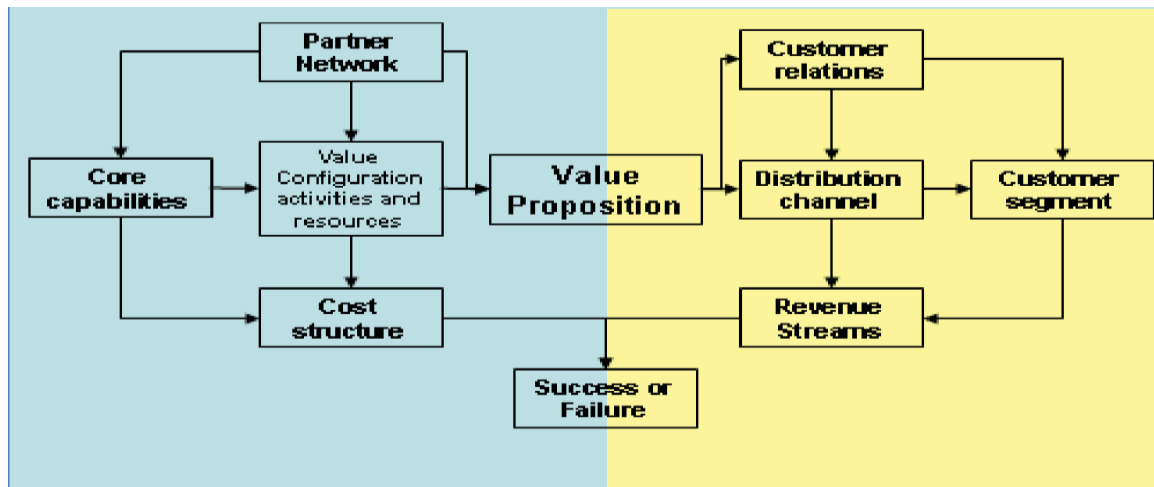 Partner
Network
Customer
relations
Core
capabilities
Value
Configuration
activities and
resources
Value
Proposition
Distribution
channel
Customer
segment
Cost
structure
Revenue
Streams
Success or
Failure